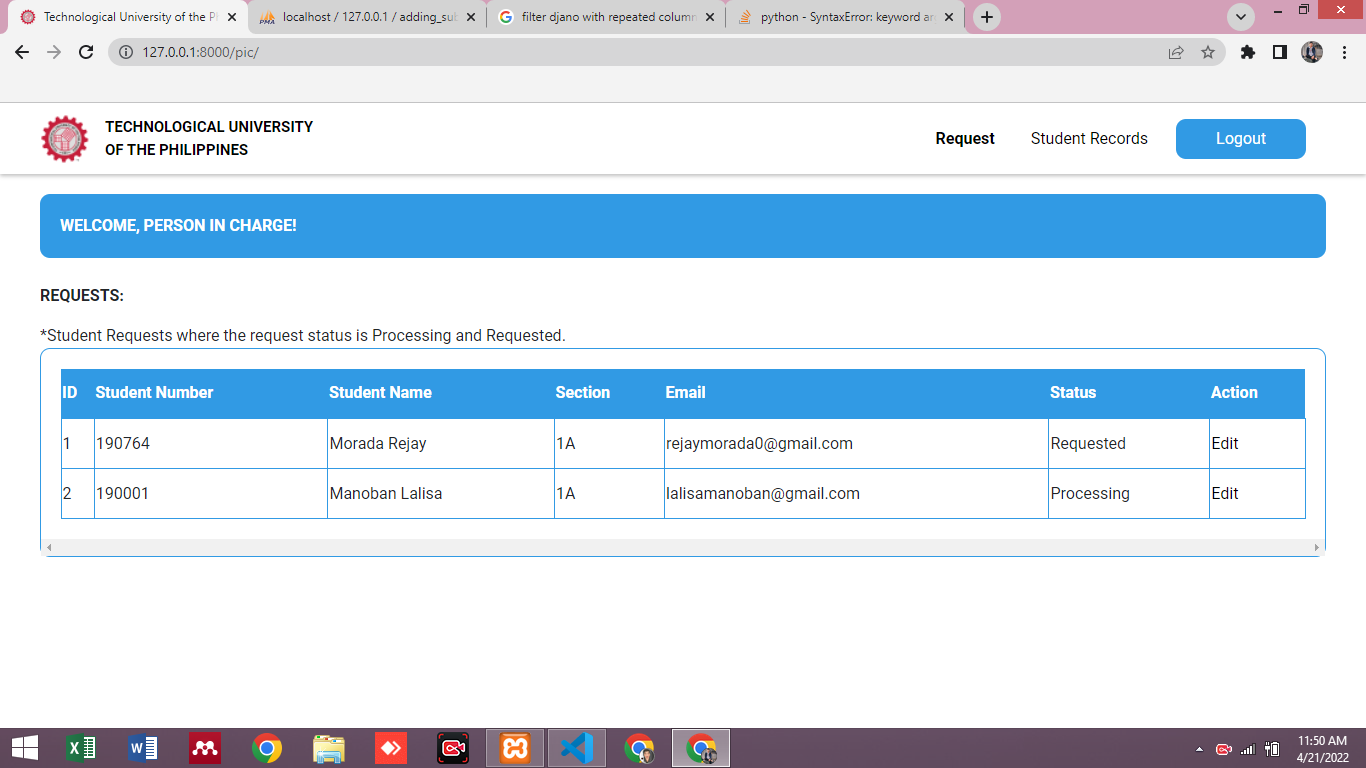 Technological University of the P
localhost / 127.0.0.1 / adding_su
filter djano with repeated column
python - SyntaxError: keyword a
127.0.0.1:8000/pic/
TECHNOLOGICAL UNIVERSITY
OF THE PHILIPPINES
Request Student Records Logout
WELCOME, PERSON IN CHARGE!
REQUESTS:
*Student Requests where the request status is Processing and Requested.
ID Student Number Student Name Section Email Status Action
1 190764 Morada Rejay 1A rejaymorada0@gmail.com Requested Edit
2 190001 Manoban Lalisa 1A lalisamanoban@gmail.com Processing Edit
11:50 AM
4/21/2022